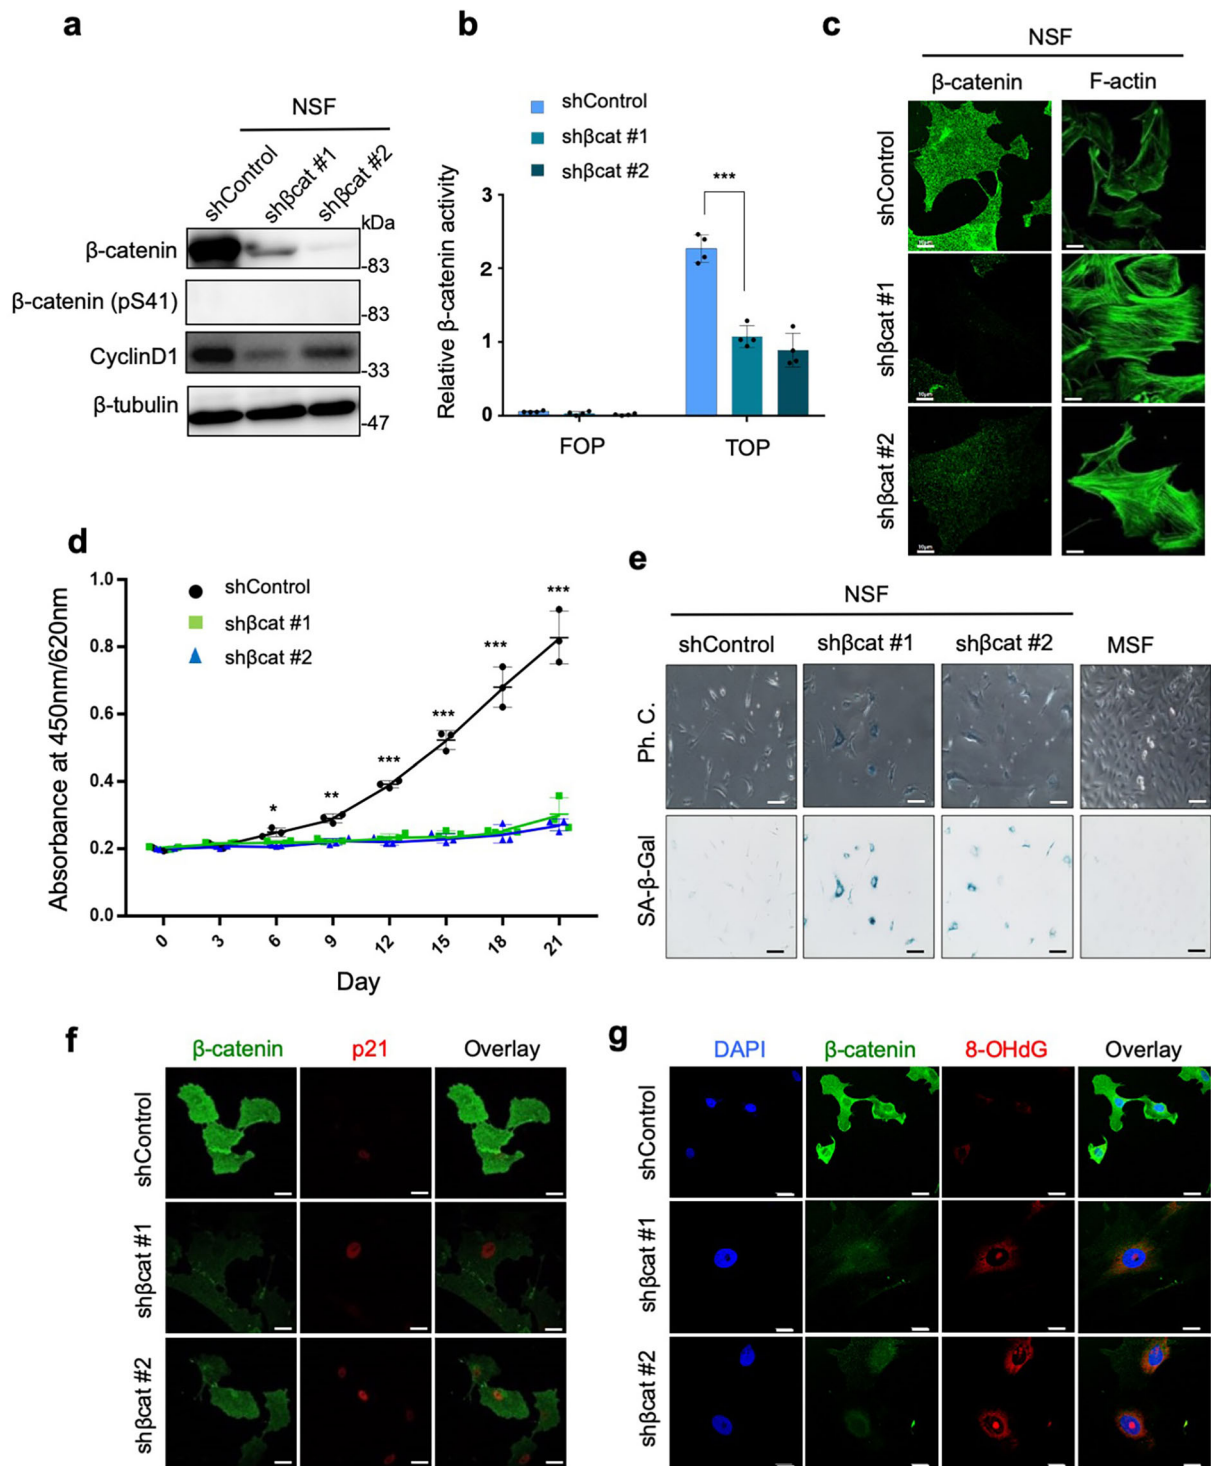 a
NSF
shControl
shβcat #1
shβcat #2
kDa
β-catenin
-83
β-catenin (pS41)
-83
CyclinD1
-33
β-tubulin
-47
b
shControl
shβcat #1
shβcat #2
Relative β-catenin activity
3
2
1
0
***
FOP
TOP
c
NSF
β-catenin
F-actin
shControl
10μm
shβcat #1
10μm
shβcat #2
10μm
d
shControl
shβcat #1
shβcat #2
Absorbance at 450nm/620nm
1.0
0.8
0.6
0.4
0.2
0.0
*
**
***
***
***
***
0
3
6
9
12
15
18
21
Day
e
NSF
shControl
shβcat #1
shβcat #2
MSF
Ph. C.
SA-β-Gal
f
β-catenin
p21
Overlay
shControl
shβcat #1
shβcat #2
g
DAPI
β-catenin
8-OHdG
Overlay
shControl
shβcat #1
shβcat #2